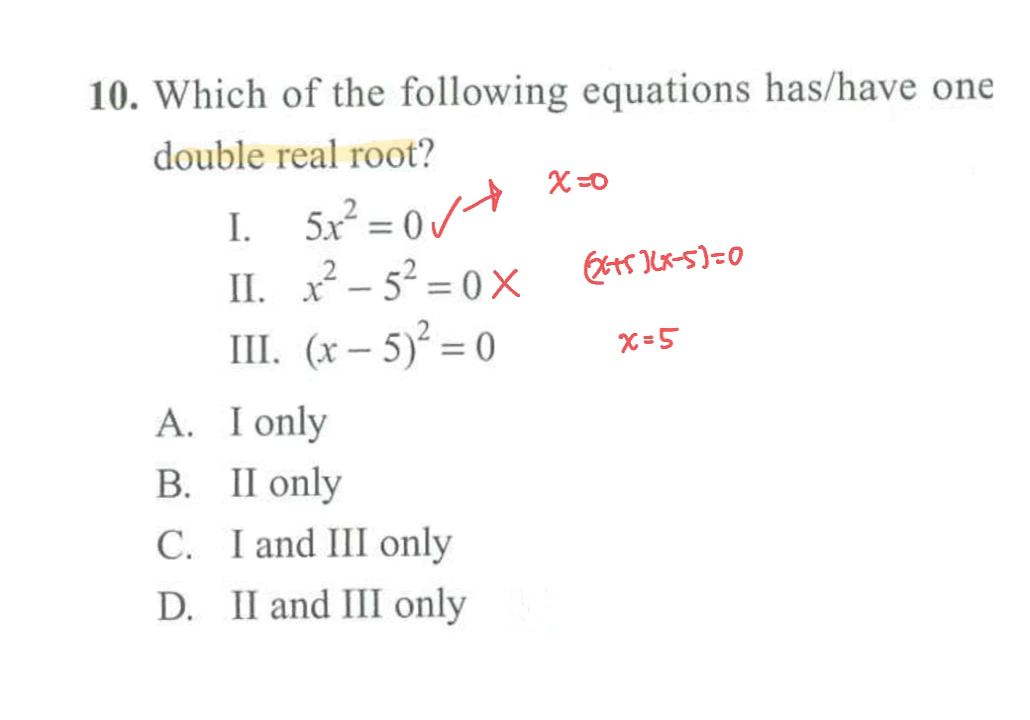 10. Which of the following equations has/have one
double real root?
I. 5x² = 0 ✓ → x=0
II. x² – 5² = 0 X (x+5)(x-5)=0
III. (x – 5)² = 0 x=5
A. I only
B. II only
C. I and III only
D. II and III only